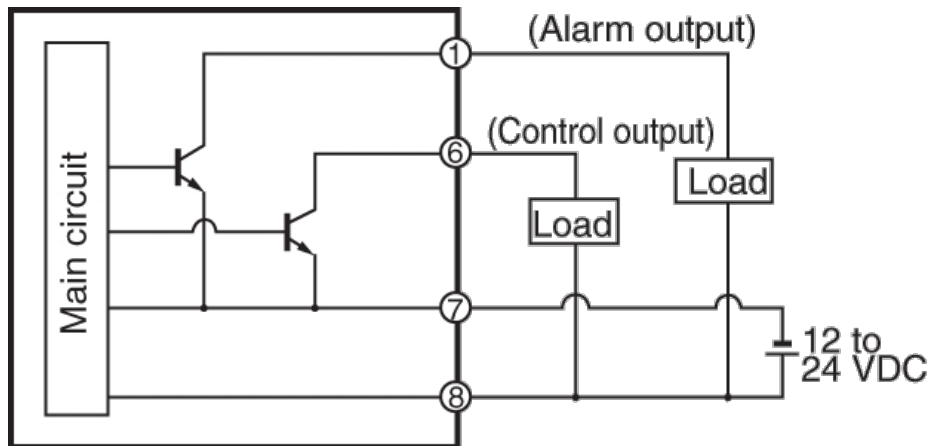 (Alarm output)
1
(Control output)
6
Load
Load
Main circuit
7
12 to
24 VDC
8